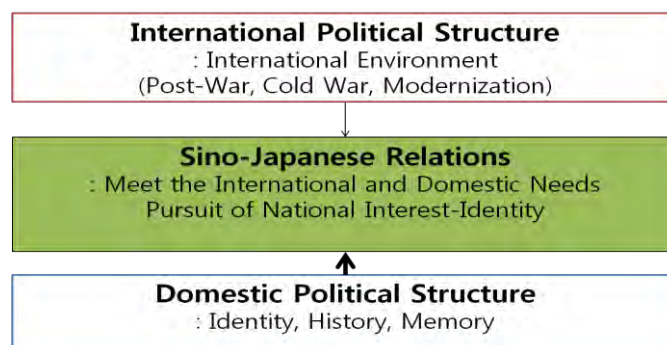 International Political Structure
: International Environment
(Post-War, Cold War, Modernization)
Sino-Japanese Relations
: Meet the International and Domestic Needs
Pursuit of National Interest-Identity
Domestic Political Structure
: Identity, History, Memory